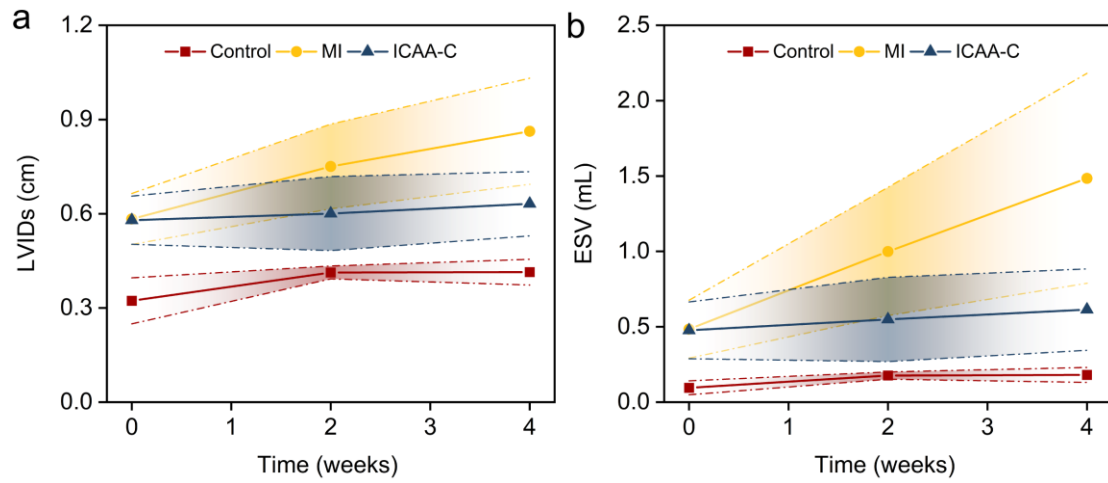 a
1.2
0.9
0.6
0.3
0.0
LVIDs (cm)
Control MI ICAA-C
0 1 2 3 4
Time (weeks)
b
2.5
2.0
1.5
1.0
0.5
0.0
ESV (mL)
Control MI ICAA-C
0 1 2 3 4
Time (weeks)